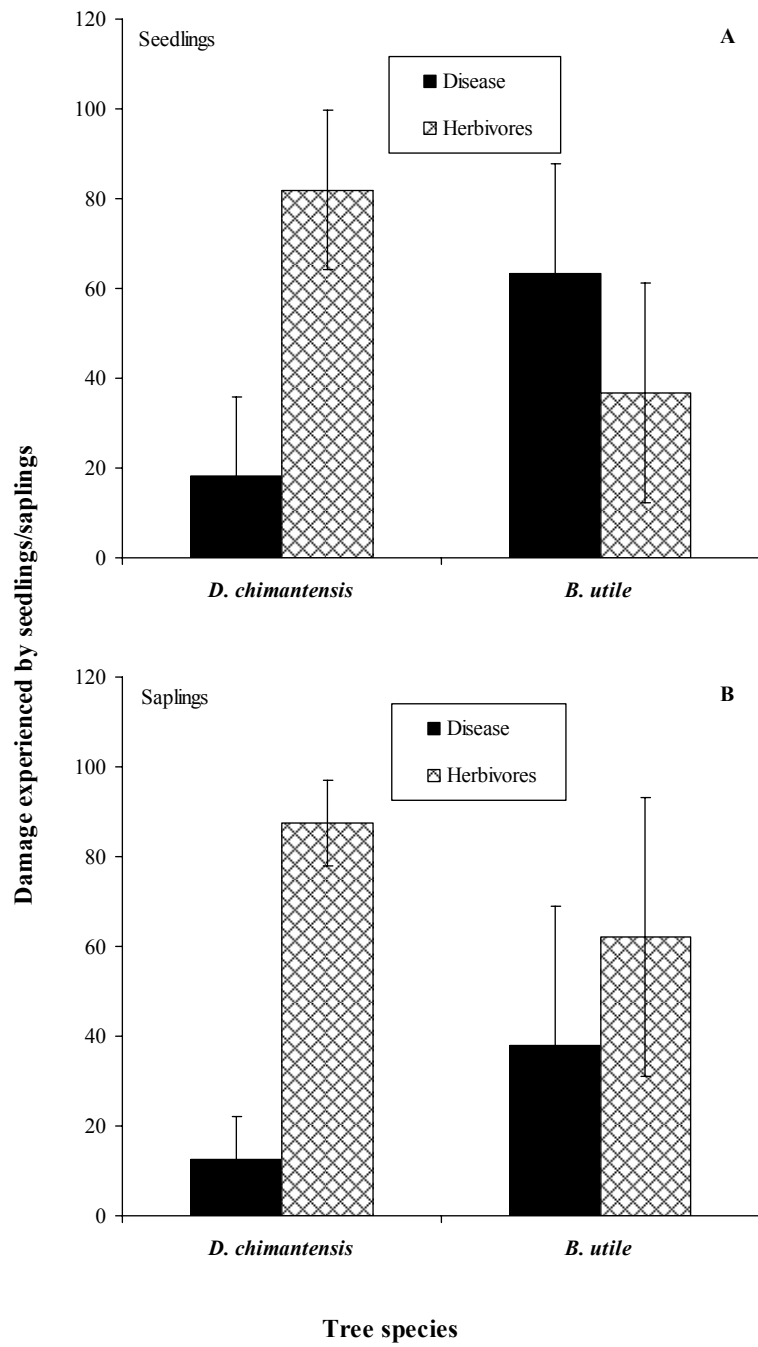 Damage experienced by seedlings/saplings
Seedlings
A
Disease
Herbivores
120
100
80
60
40
20
0
D. chimantensis
B. utile
Saplings
B
Disease
Herbivores
120
100
80
60
40
20
0
D. chimantensis
B. utile
Tree species